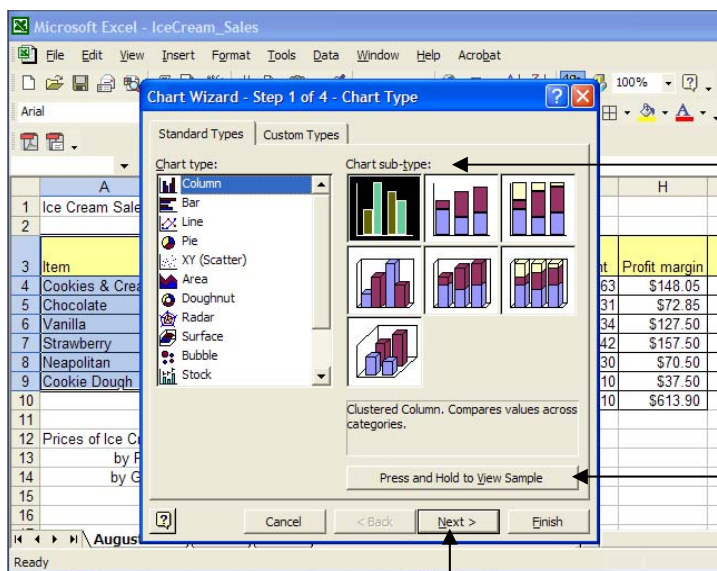 Microsoft Excel - IceCream_Sales
File Edit View Insert Format Tools Data Window Help Acrobat
100%
Arial
Chart Wizard - Step 1 of 4 - Chart Type
Standard Types Custom Types
Chart type:
Column
Bar
Line
Pie
XY (Scatter)
Area
Doughnut
Radar
Surface
Bubble
Stock
Chart sub-type:
Clustered Column. Compares values across
categories.
Press and Hold to View Sample
Cancel < Back Next > Finish
A H
1 Ice Cream Sale
2
3 Item nt Profit margin
4 Cookies & Crea 63 $148.05
5 Chocolate 31 $72.85
6 Vanilla 34 $127.50
7 Strawberry 42 $157.50
8 Neapolitan 30 $70.50
9 Cookie Dough 10 $37.50
10 10 $613.90
11
12 Prices of Ice Cr
13 by P
14 by G
15
16
August
Ready